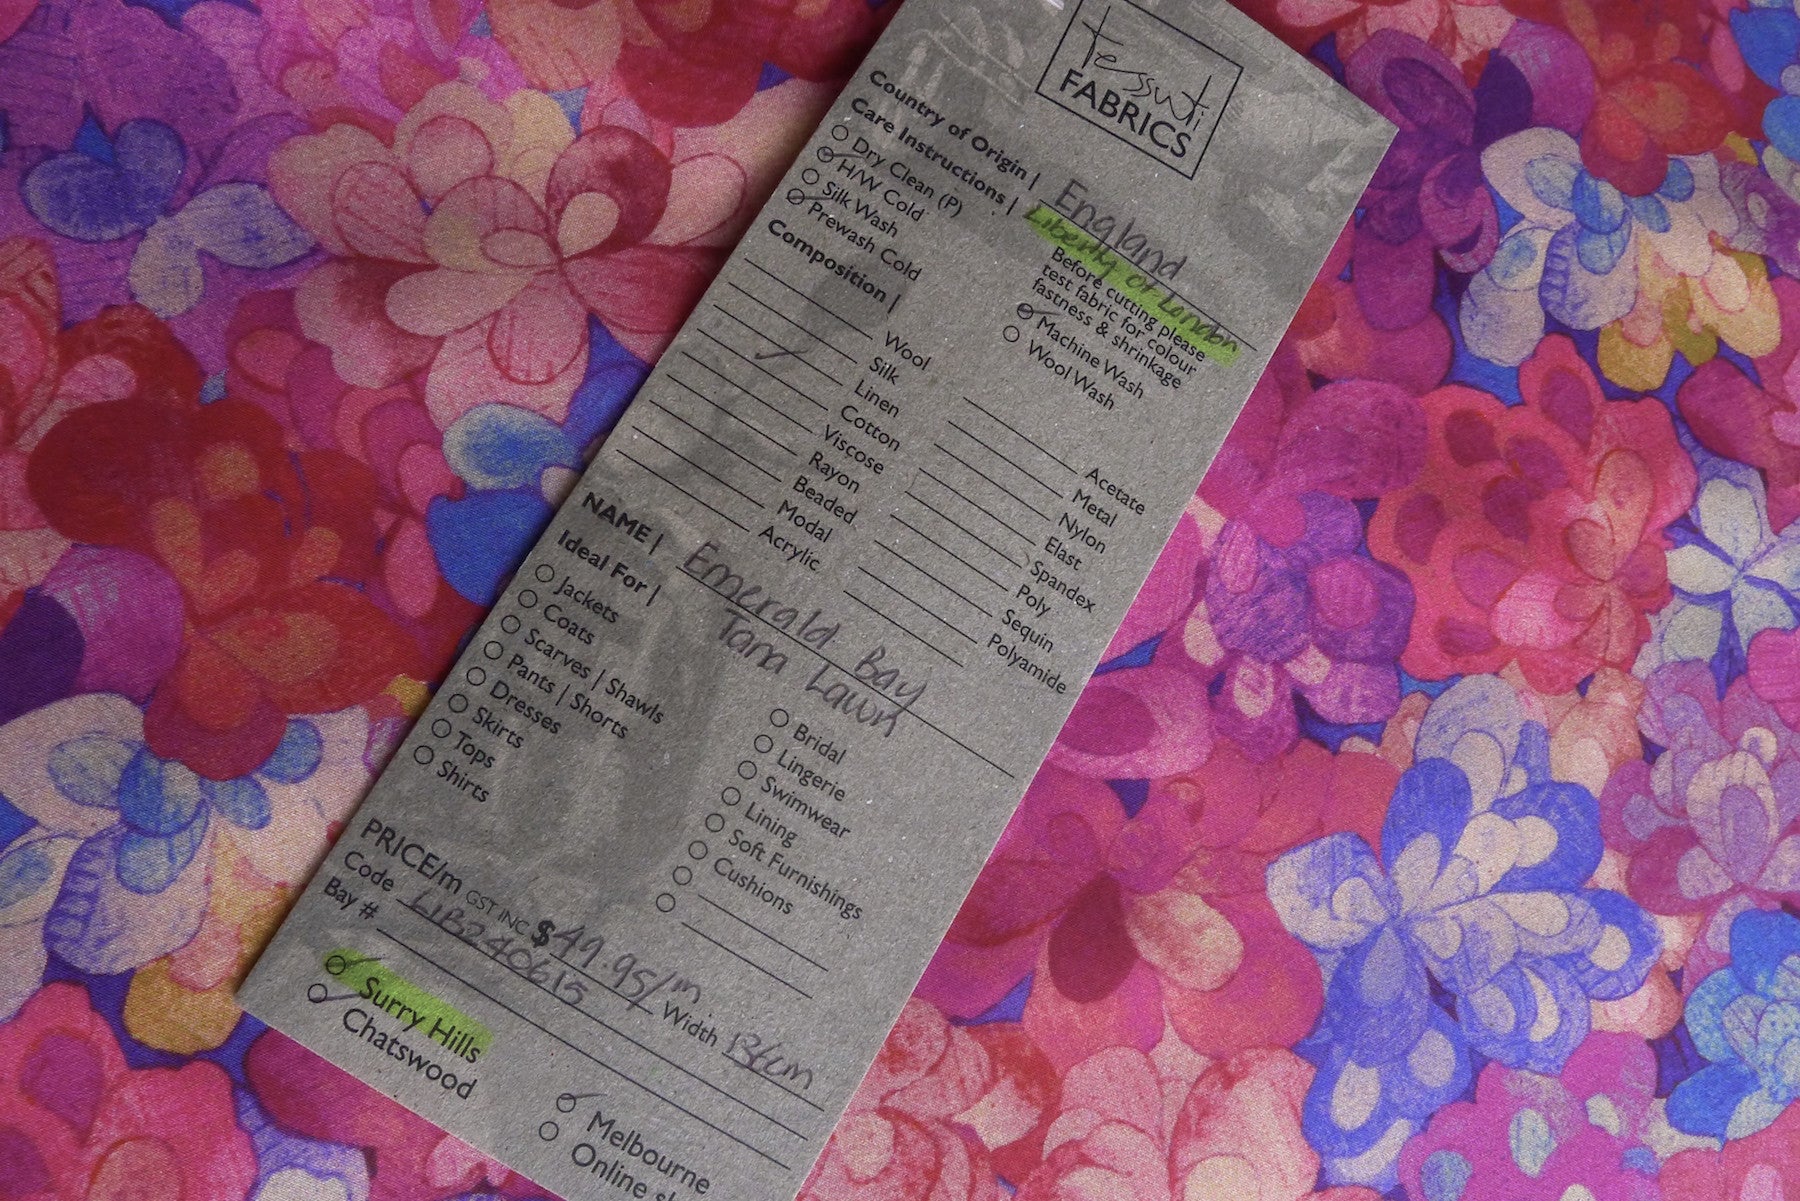 Tessuti
FABRICS
Country of Origin | England
Liberty of London
Care Instructions | Before cutting please
test fabric for colour
fastness & shrinkage
Dry Clean (P)
H/W Cold
Silk Wash
Prewash Cold
Machine Wash
Wool Wash
Composition |
Wool
Silk
Linen
Cotton
Viscose
Rayon
Beaded
Modal
Acrylic
Acetate
Metal
Nylon
Elast
Spandex
Poly
Sequin
Polyamide
NAME | Emerald Bay
Tana Lawn
Ideal For |
Jackets
Coats
Scarves | Shawls
Pants | Shorts
Dresses
Skirts
Tops
Shirts
Bridal
Lingerie
Swimwear
Lining
Soft Furnishings
Cushions
PRICE/m GST INC $49.95/m
Code LIB240615 Width 136cm
Bay #
Surry Hills
Chatswood
Melbourne
Online